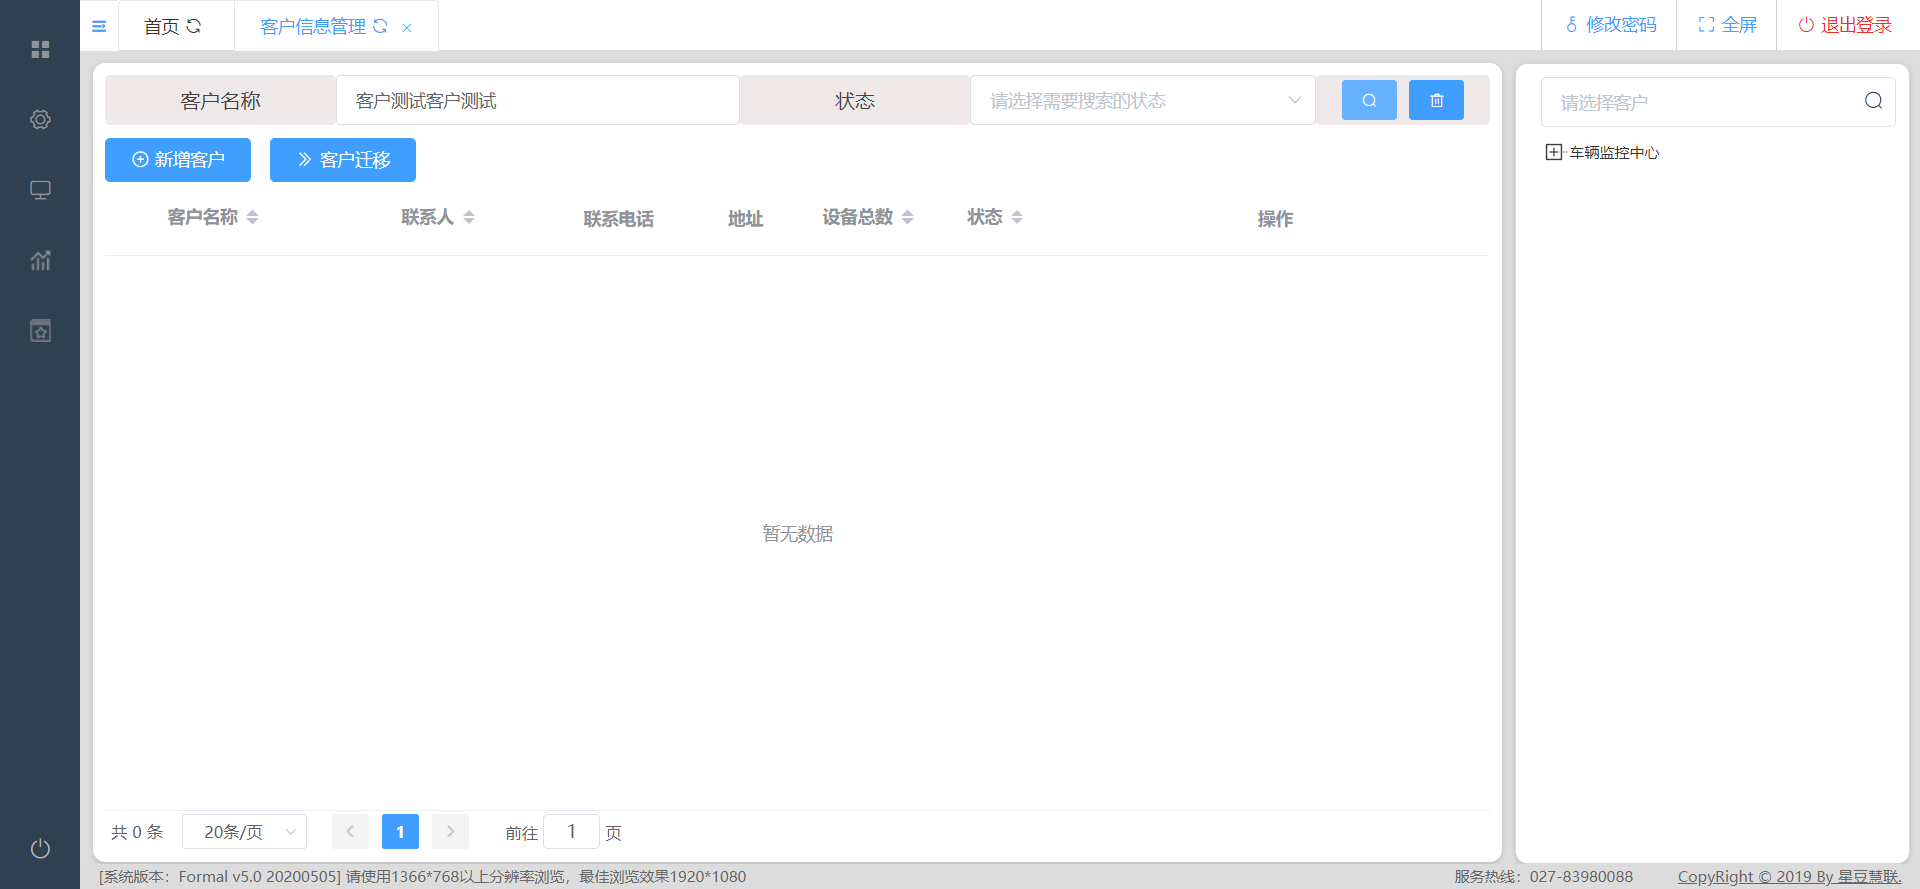 首页
客户信息管理
修改密码
全屏
退出登录
客户名称
客户测试客户测试
状态
请选择需要搜索的状态
请选择客户
新增客户
客户迁移
车辆监控中心
客户名称
联系人
联系电话
地址
设备总数
状态
操作
暂无数据
共 0 条
20条/页
1
前往
1
页
[系统版本：Formal v5.0 20200505] 请使用1366*768以上分辨率浏览，最佳浏览效果1920*1080
服务热线：027-83980088
CopyRight © 2019 By 星豆慧联.